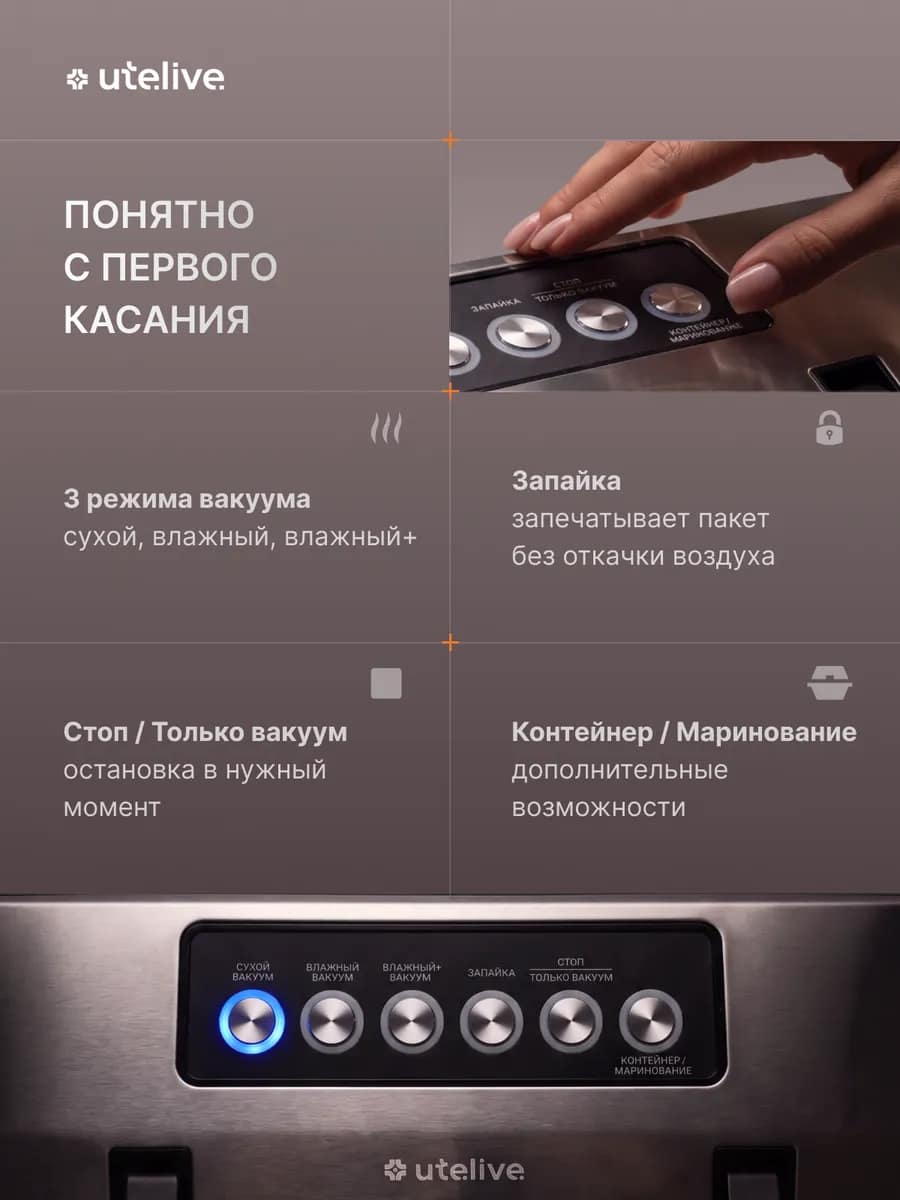 utelive
ПОНЯТНО
С ПЕРВОГО
КАСАНИЯ
ЗАПАЙКА
СТОП
ТОЛЬКО ВАКУУМ
КОНТЕЙНЕР/
МАРИНОВАНИЕ
3 режима вакуума
сухой, влажный, влажный+
Запайка
запечатывает пакет
без откачки воздуха
Стоп / Только вакуум
остановка в нужный
момент
Контейнер / Маринование
дополнительные
возможности
СУХОЙ
ВАКУУМ
ВЛАЖНЫЙ
ВАКУУМ
ВЛАЖНЫЙ+
ВАКУУМ
ЗАПАЙКА
СТОП
ТОЛЬКО ВАКУУМ
КОНТЕЙНЕР/
МАРИНОВАНИЕ
utelive